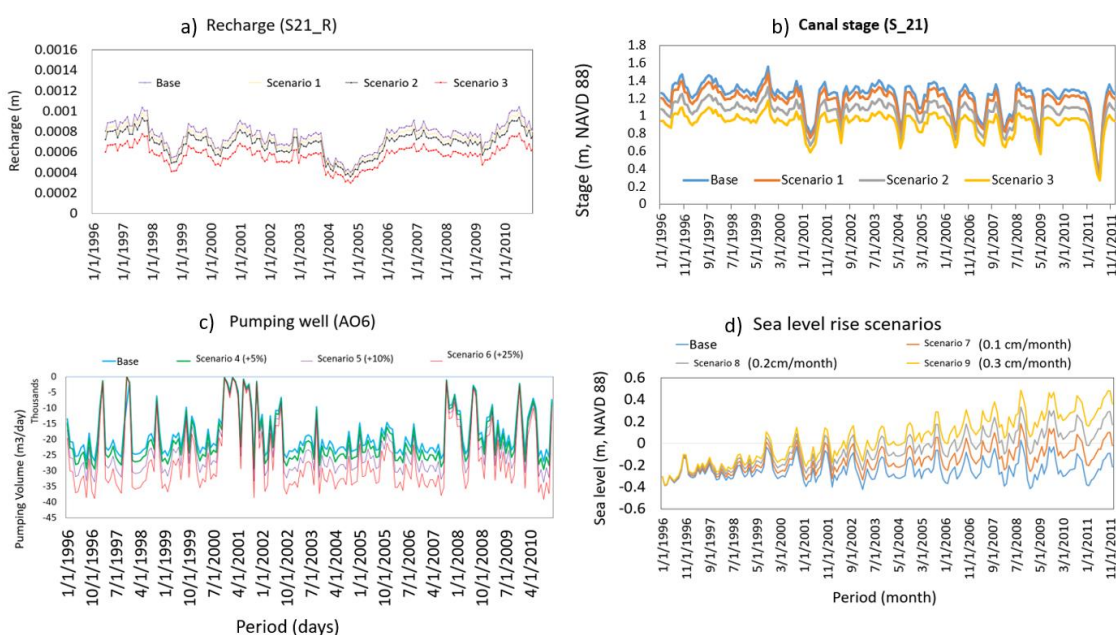 a) Recharge (S21_R)
0.0016
0.0014
0.0012
0.001
0.0008
0.0006
0.0004
0.0002
0
Recharge (m)
Base Scenario 1 Scenario 2 Scenario 3
1/1/1996 1/1/1997 1/1/1998 1/1/1999 1/1/2000 1/1/2001 1/1/2002 1/1/2003 1/1/2004 1/1/2005 1/1/2006 1/1/2007 1/1/2008 1/1/2009 1/1/2010
b) Canal stage (S_21)
1.8
1.6
1.4
1.2
1
0.8
0.6
0.4
0.2
0
Stage (m, NAVD 88)
Base Scenario 1 Scenario 2 Scenario 3
1/1/1996 11/1/1996 9/1/1997 7/1/1998 5/1/1999 3/1/2000 1/1/2001 11/1/2001 9/1/2002 7/1/2003 5/1/2004 3/1/2005 1/1/2006 11/1/2006 9/1/2007 7/1/2008 5/1/2009 3/1/2010 1/1/2011 11/1/2011
c) Pumping well (AO6)
Base Scenario 4 (+5%) Scenario 5 (+10%) Scenario 6 (+25%)
0
-5
-10
-15
-20
-25
-30
-35
-40
-45
Thousands
Pumping Volume (m3/day)
1/1/1996 10/1/1996 7/1/1997 4/1/1998 1/1/1999 10/1/1999 7/1/2000 4/1/2001 1/1/2002 10/1/2002 7/1/2003 4/1/2004 1/1/2005 10/1/2005 7/1/2006 4/1/2007 1/1/2008 10/1/2008 7/1/2009 4/1/2010
Period (days)
d) Sea level rise scenarios
Base Scenario 7 (0.1 cm/month)
Scenario 8 (0.2cm/month) Scenario 9 (0.3 cm/month)
0.6
0.4
0.2
0
-0.2
-0.4
-0.6
Sea level (m, NAVD 88)
1/1/1996 11/1/1996 9/1/1997 7/1/1998 5/1/1999 3/1/2000 1/1/2001 11/1/2001 9/1/2002 7/1/2003 5/1/2004 3/1/2005 1/1/2006 11/1/2006 9/1/2007 7/1/2008 5/1/2009 3/1/2010 1/1/2011 11/1/2011
Period (month)